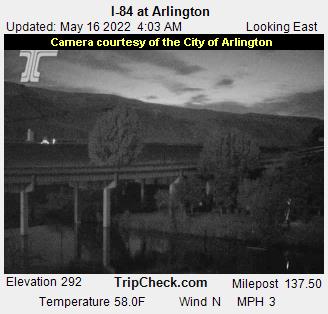 I-84 at Arlington
Updated: May 16 2022 4:03 AM Looking East
Camera courtesy of the City of Arlington
Elevation 292 TripCheck.com Milepost 137.50
Temperature 58.0F Wind N MPH 3